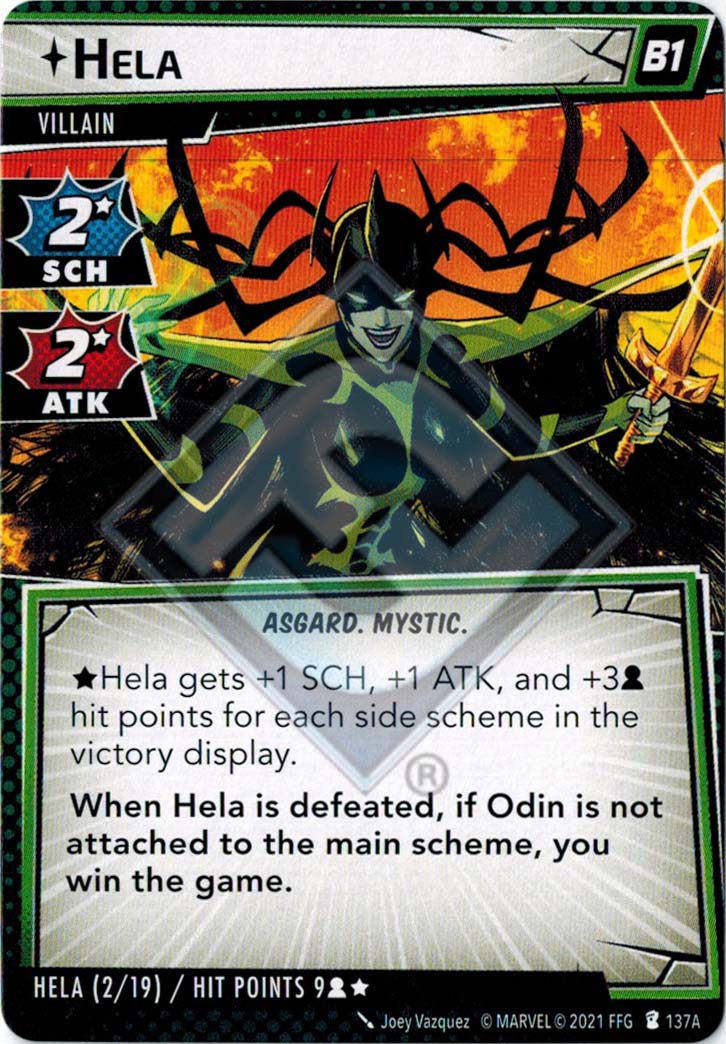 HELA
B1
VILLAIN
2
SCH
2
ATK
ASGARD. MYSTIC.
★Hela gets +1 SCH, +1 ATK, and +3
hit points for each side scheme in the
victory display.
When Hela is defeated, if Odin is not
attached to the main scheme, you
win the game.
®
HELA (2/19) / HIT POINTS 9 ★
Joey Vazquez © MARVEL © 2021 FFG 137A